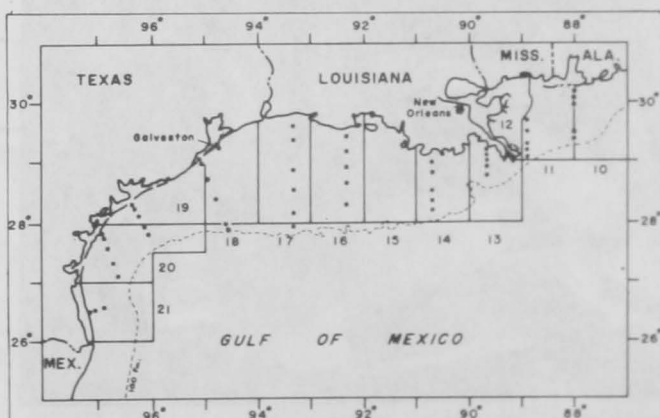 96° 94° 92° 90° 88°
TEXAS LOUISIANA MISS. ALA.
30° New Orleans 12 30°
Galveston
11 10
19
28° 18 17 16 15 14 13 28°
20
21
26° GULF OF MEXICO 26°
MEX.
96° 94° 92° 90° 88°